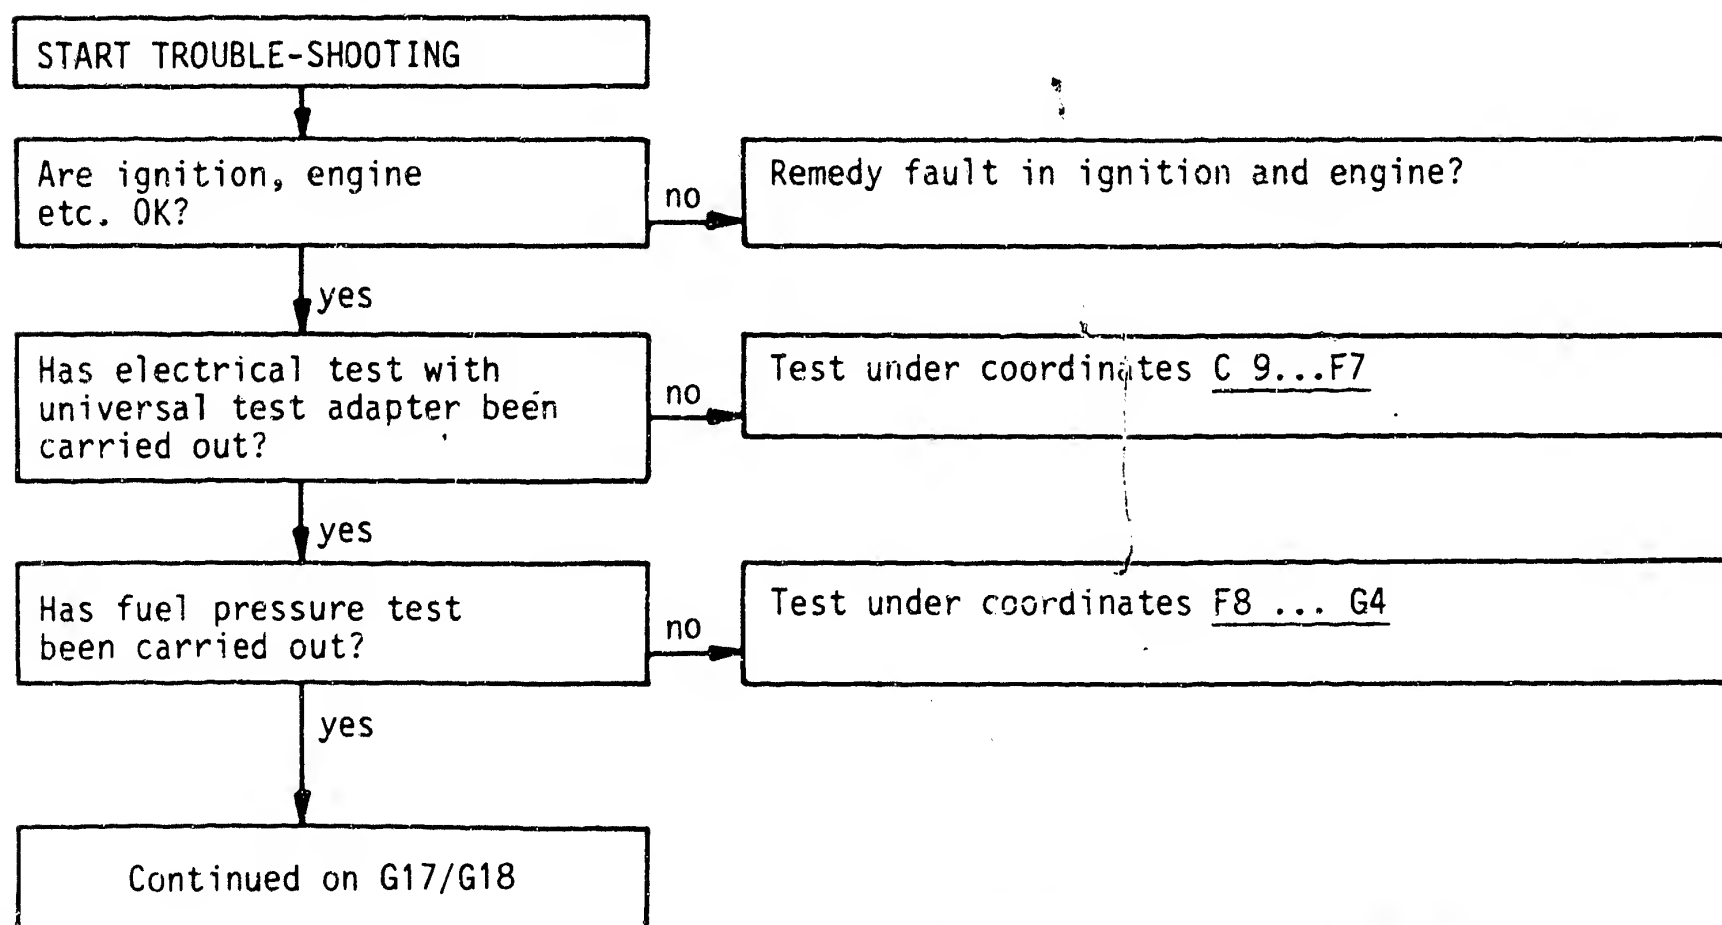 START TROUBLE-SHOOTING
Are ignition, engine
etc. OK?
no
Remedy fault in ignition and engine?
yes
Has electrical test with
universal test adapter been
carried out?
no
Test under coordinates C 9...F7
yes
Has fuel pressure test
been carried out?
no
Test under coordinates F8 ... G4
yes
Continued on G17/G18